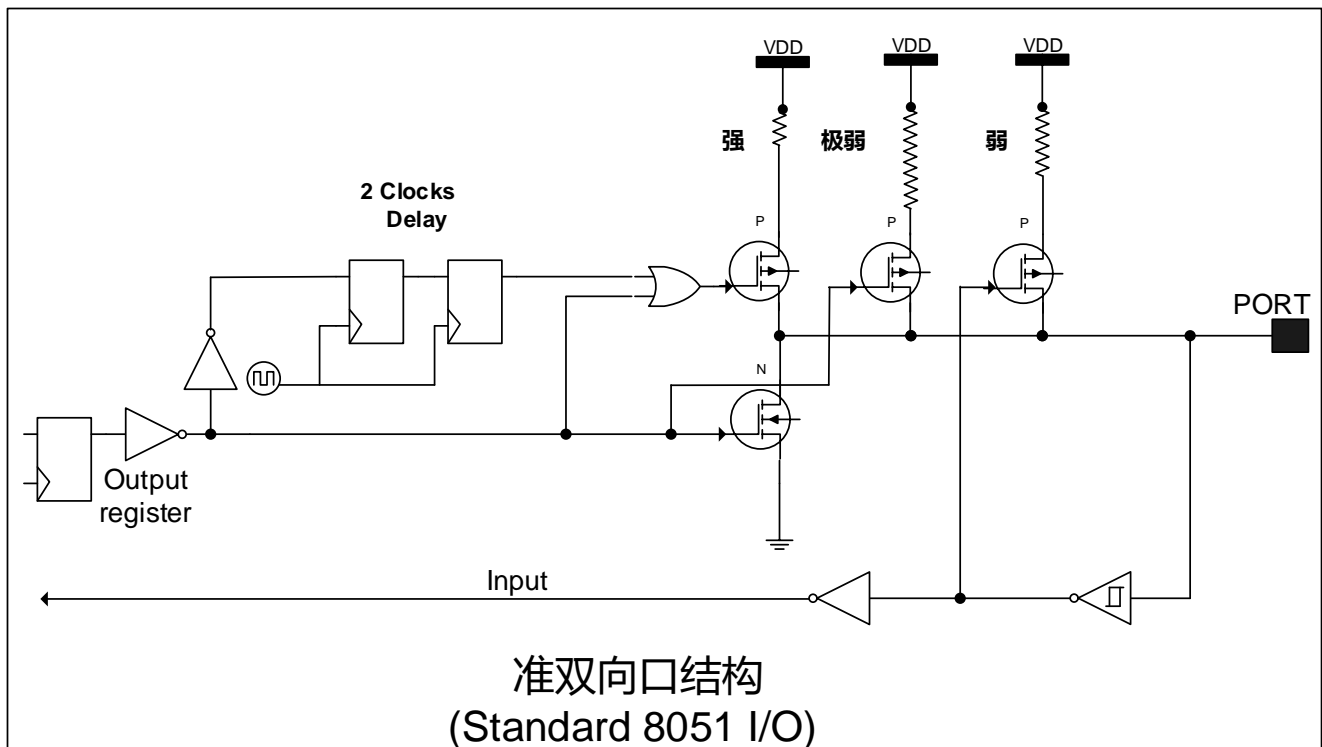 VDD
VDD
VDD
强
极弱
弱
2 Clocks
Delay
P
P
P
PORT
N
Output
register
Input
准双向口结构
(Standard 8051 I/O)